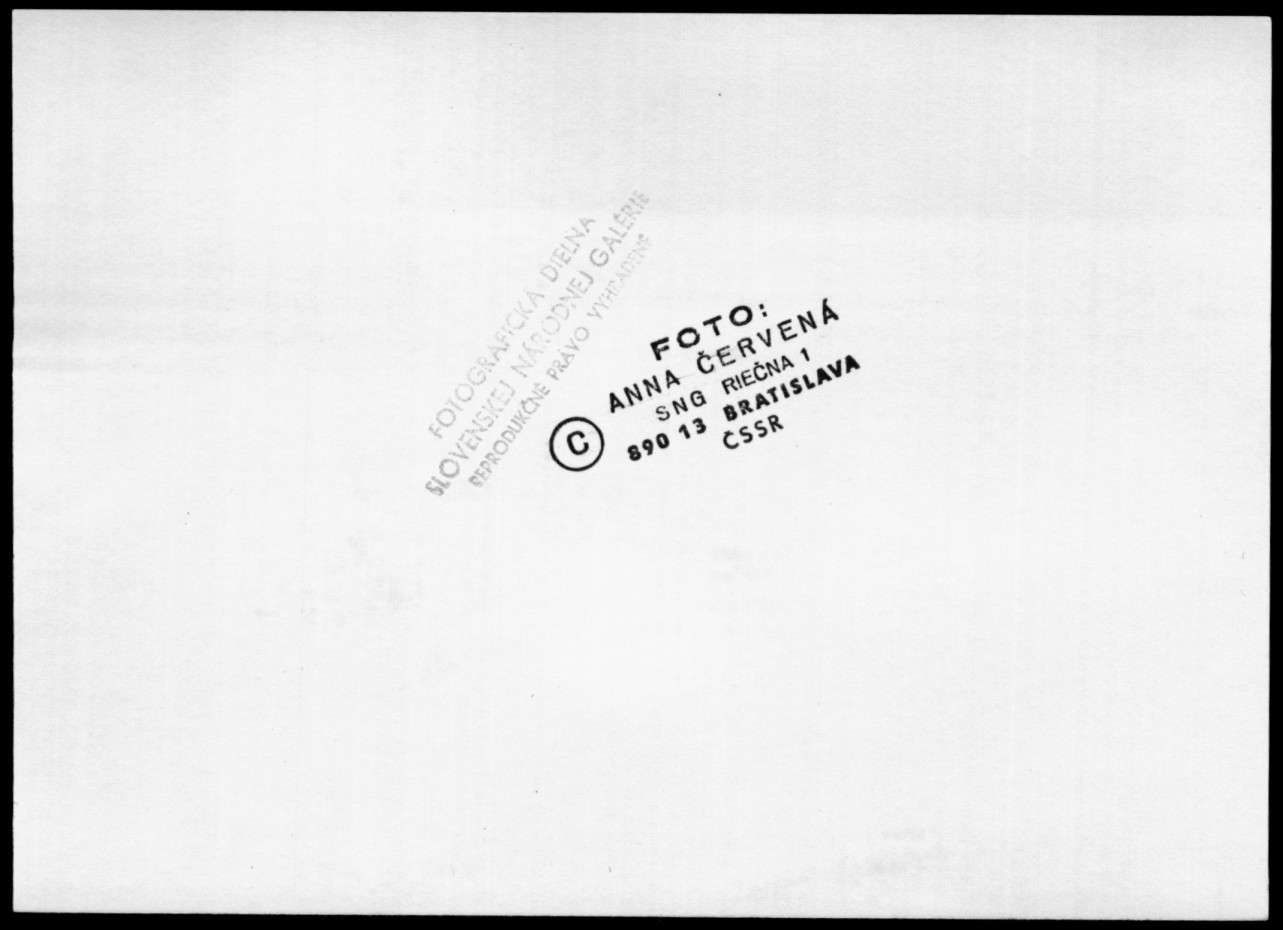 FOTOGRAFICKÁ DIELŇA
SLOVENSKEJ NÁRODNEJ GALÉRIE
REPRODUKČNÉ PRÁVO VYHRADENÉ
FOTO:
ANNA ČERVENÁ
SNG RIEČNA 1
© 890 13 BRATISLAVA
ČSSR